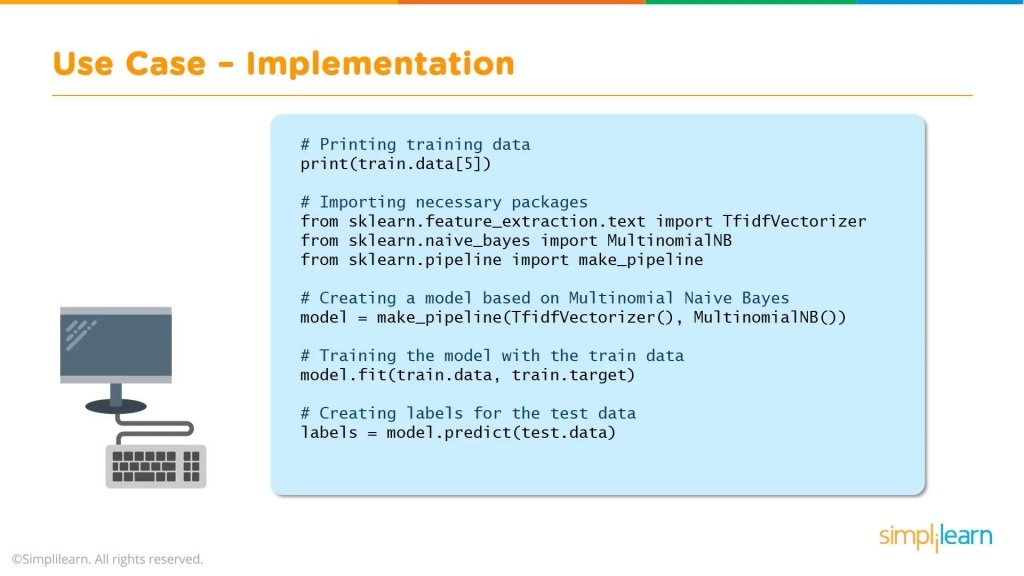 Use Case – Implementation
# Printing training data
print(train.data[5])
# Importing necessary packages
from sklearn.feature_extraction.text import TfidfVectorizer
from sklearn.naive_bayes import MultinomialNB
from sklearn.pipeline import make_pipeline
# Creating a model based on Multinomial Naive Bayes
model = make_pipeline(TfidfVectorizer(), MultinomialNB())
# Training the model with the train data
model.fit(train.data, train.target)
# Creating labels for the test data
labels = model.predict(test.data)
simplilearn
©Simplilearn. All rights reserved.